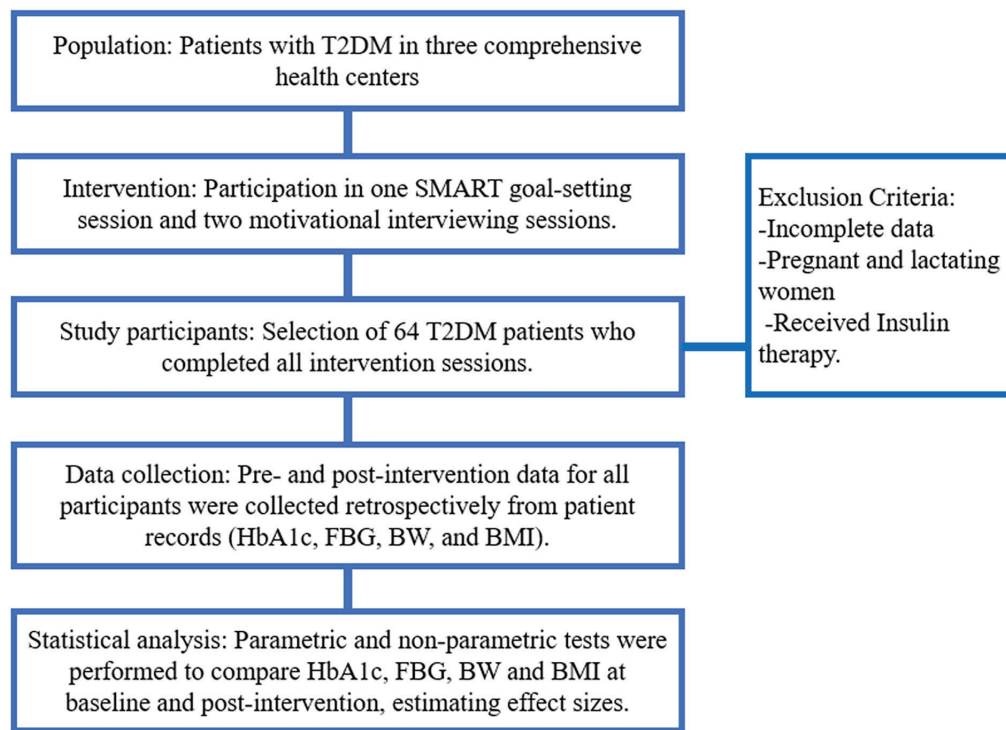 Population: Patients with T2DM in three comprehensive
health centers
Intervention: Participation in one SMART goal-setting
session and two motivational interviewing sessions.
Study participants: Selection of 64 T2DM patients who
completed all intervention sessions.
Exclusion Criteria:
-Incomplete data
-Pregnant and lactating
women
-Received Insulin
therapy.
Data collection: Pre- and post-intervention data for all
participants were collected retrospectively from patient
records (HbA1c, FBG, BW, and BMI).
Statistical analysis: Parametric and non-parametric tests were
performed to compare HbA1c, FBG, BW and BMI at
baseline and post-intervention, estimating effect sizes.